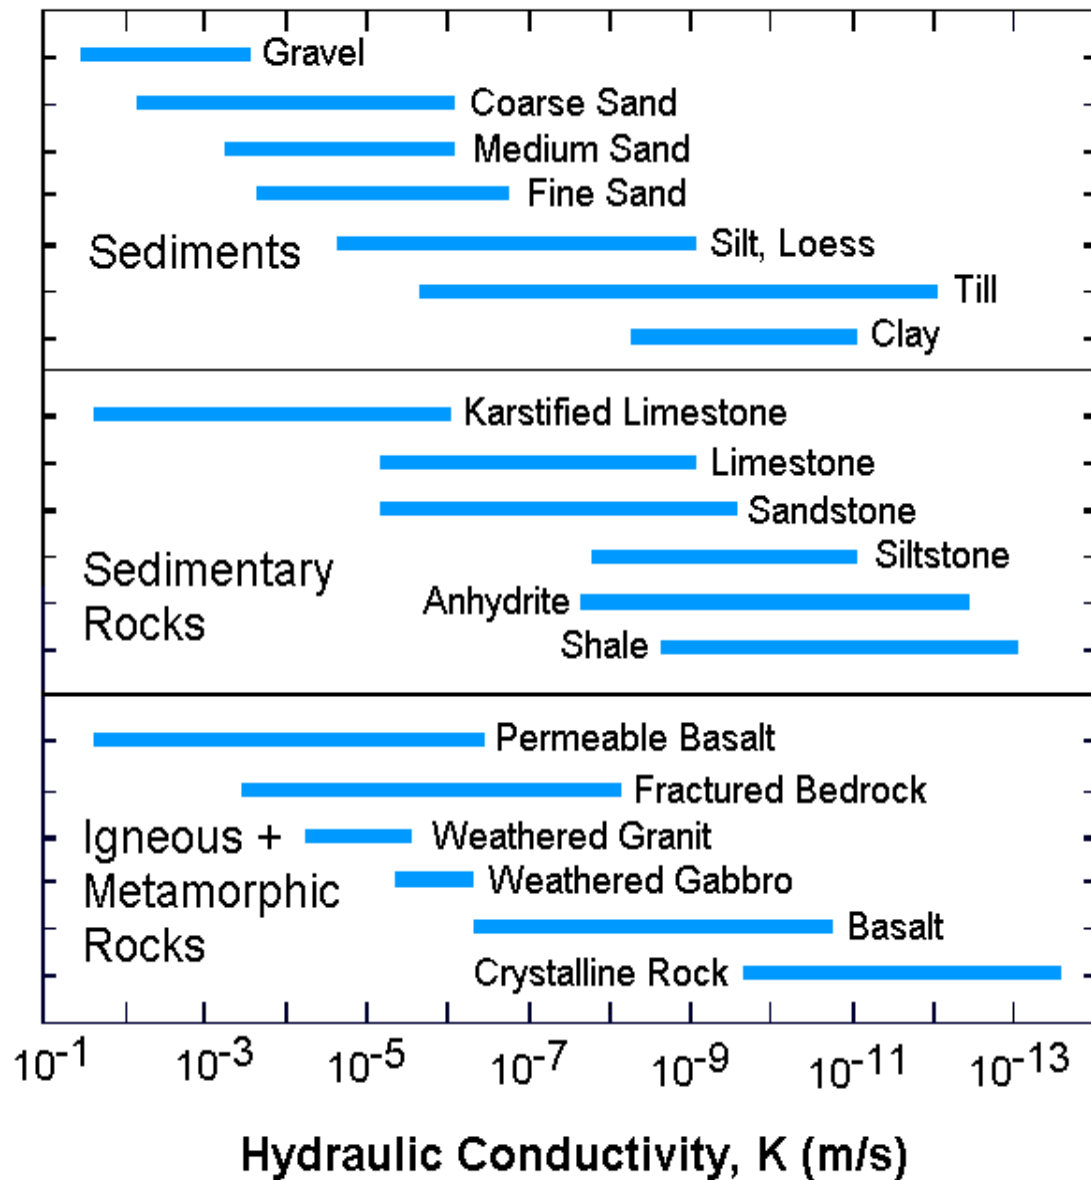 Gravel
Coarse Sand
Medium Sand
Fine Sand
Sediments
Silt, Loess
Till
Clay
Karstified Limestone
Limestone
Sandstone
Sedimentary
Rocks
Siltstone
Anhydrite
Shale
Permeable Basalt
Fractured Bedrock
Igneous +
Metamorphic
Rocks
Weathered Granit
Weathered Gabbro
Basalt
Crystalline Rock
10⁻¹ 10⁻³ 10⁻⁵ 10⁻⁷ 10⁻⁹ 10⁻¹¹ 10⁻¹³
Hydraulic Conductivity, K (m/s)